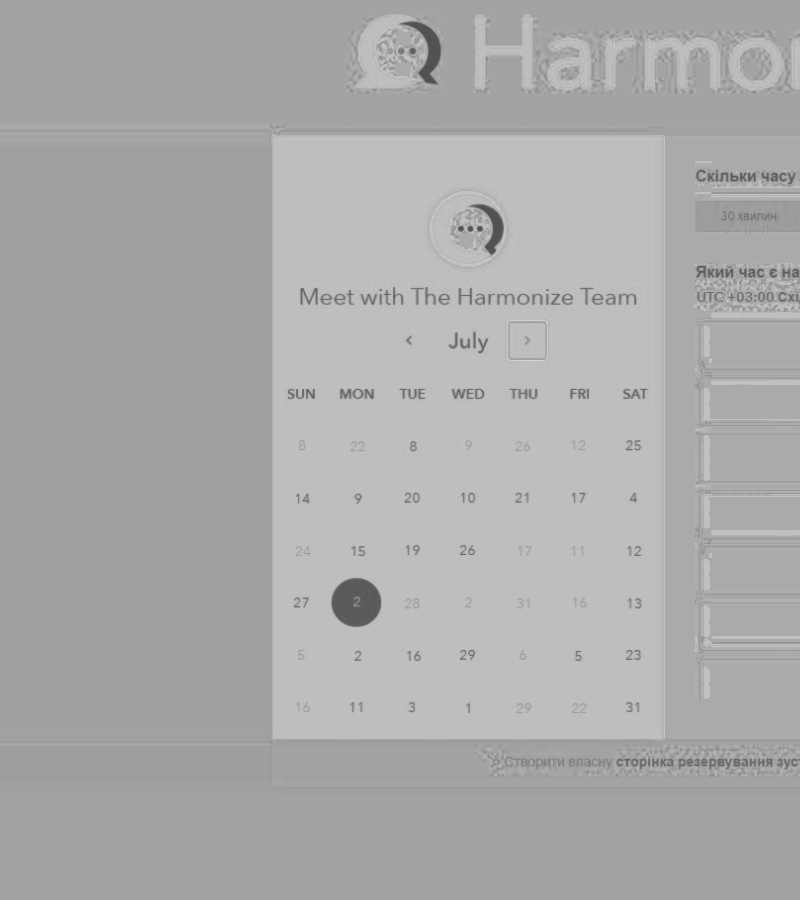 Harmon
Meet with The Harmonize Team
July
SUN MON TUE WED THU FRI SAT
8 22 8 9 26 12 25
14 9 20 10 21 17 4
24 15 19 26 17 11 12
27 2 28 2 31 16 13
5 2 16 29 6 5 23
16 11 3 1 29 22 31
Скільки часу
30 хвилин
Який час є на
UTC +03:00 Схі
Створити власну сторінка резервування зуст